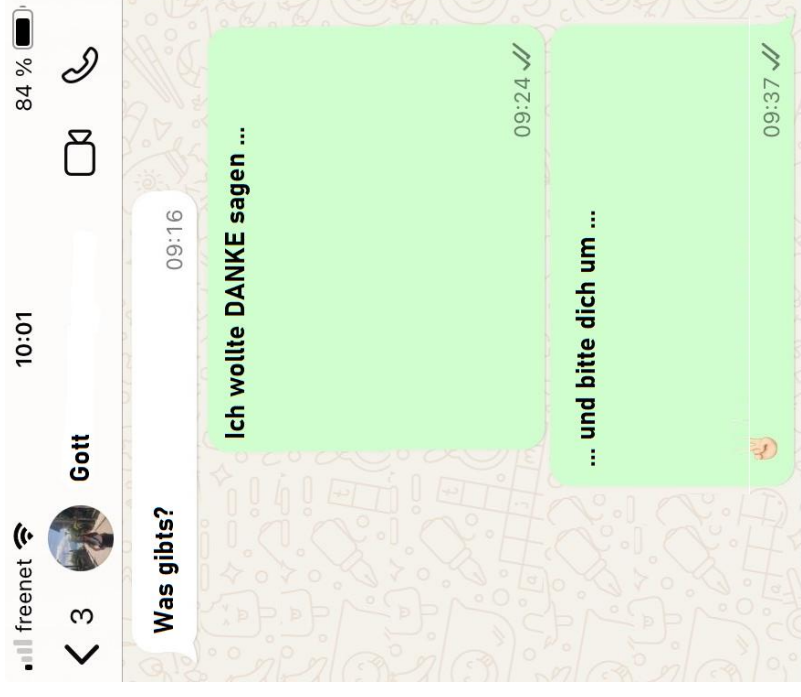 freenet 10:01 84 %
3 Gott
Was gibts? 09:16
Ich wollte DANKE sagen ...
09:24
... und bitte dich um ...
09:37